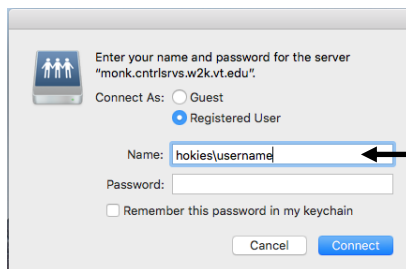 Enter your name and password for the server
“monk.cntrlsrvs.w2k.vt.edu”.
Connect As: Guest
Registered User
Name: hokies\username
Password:
Remember this password in my keychain
Cancel Connect